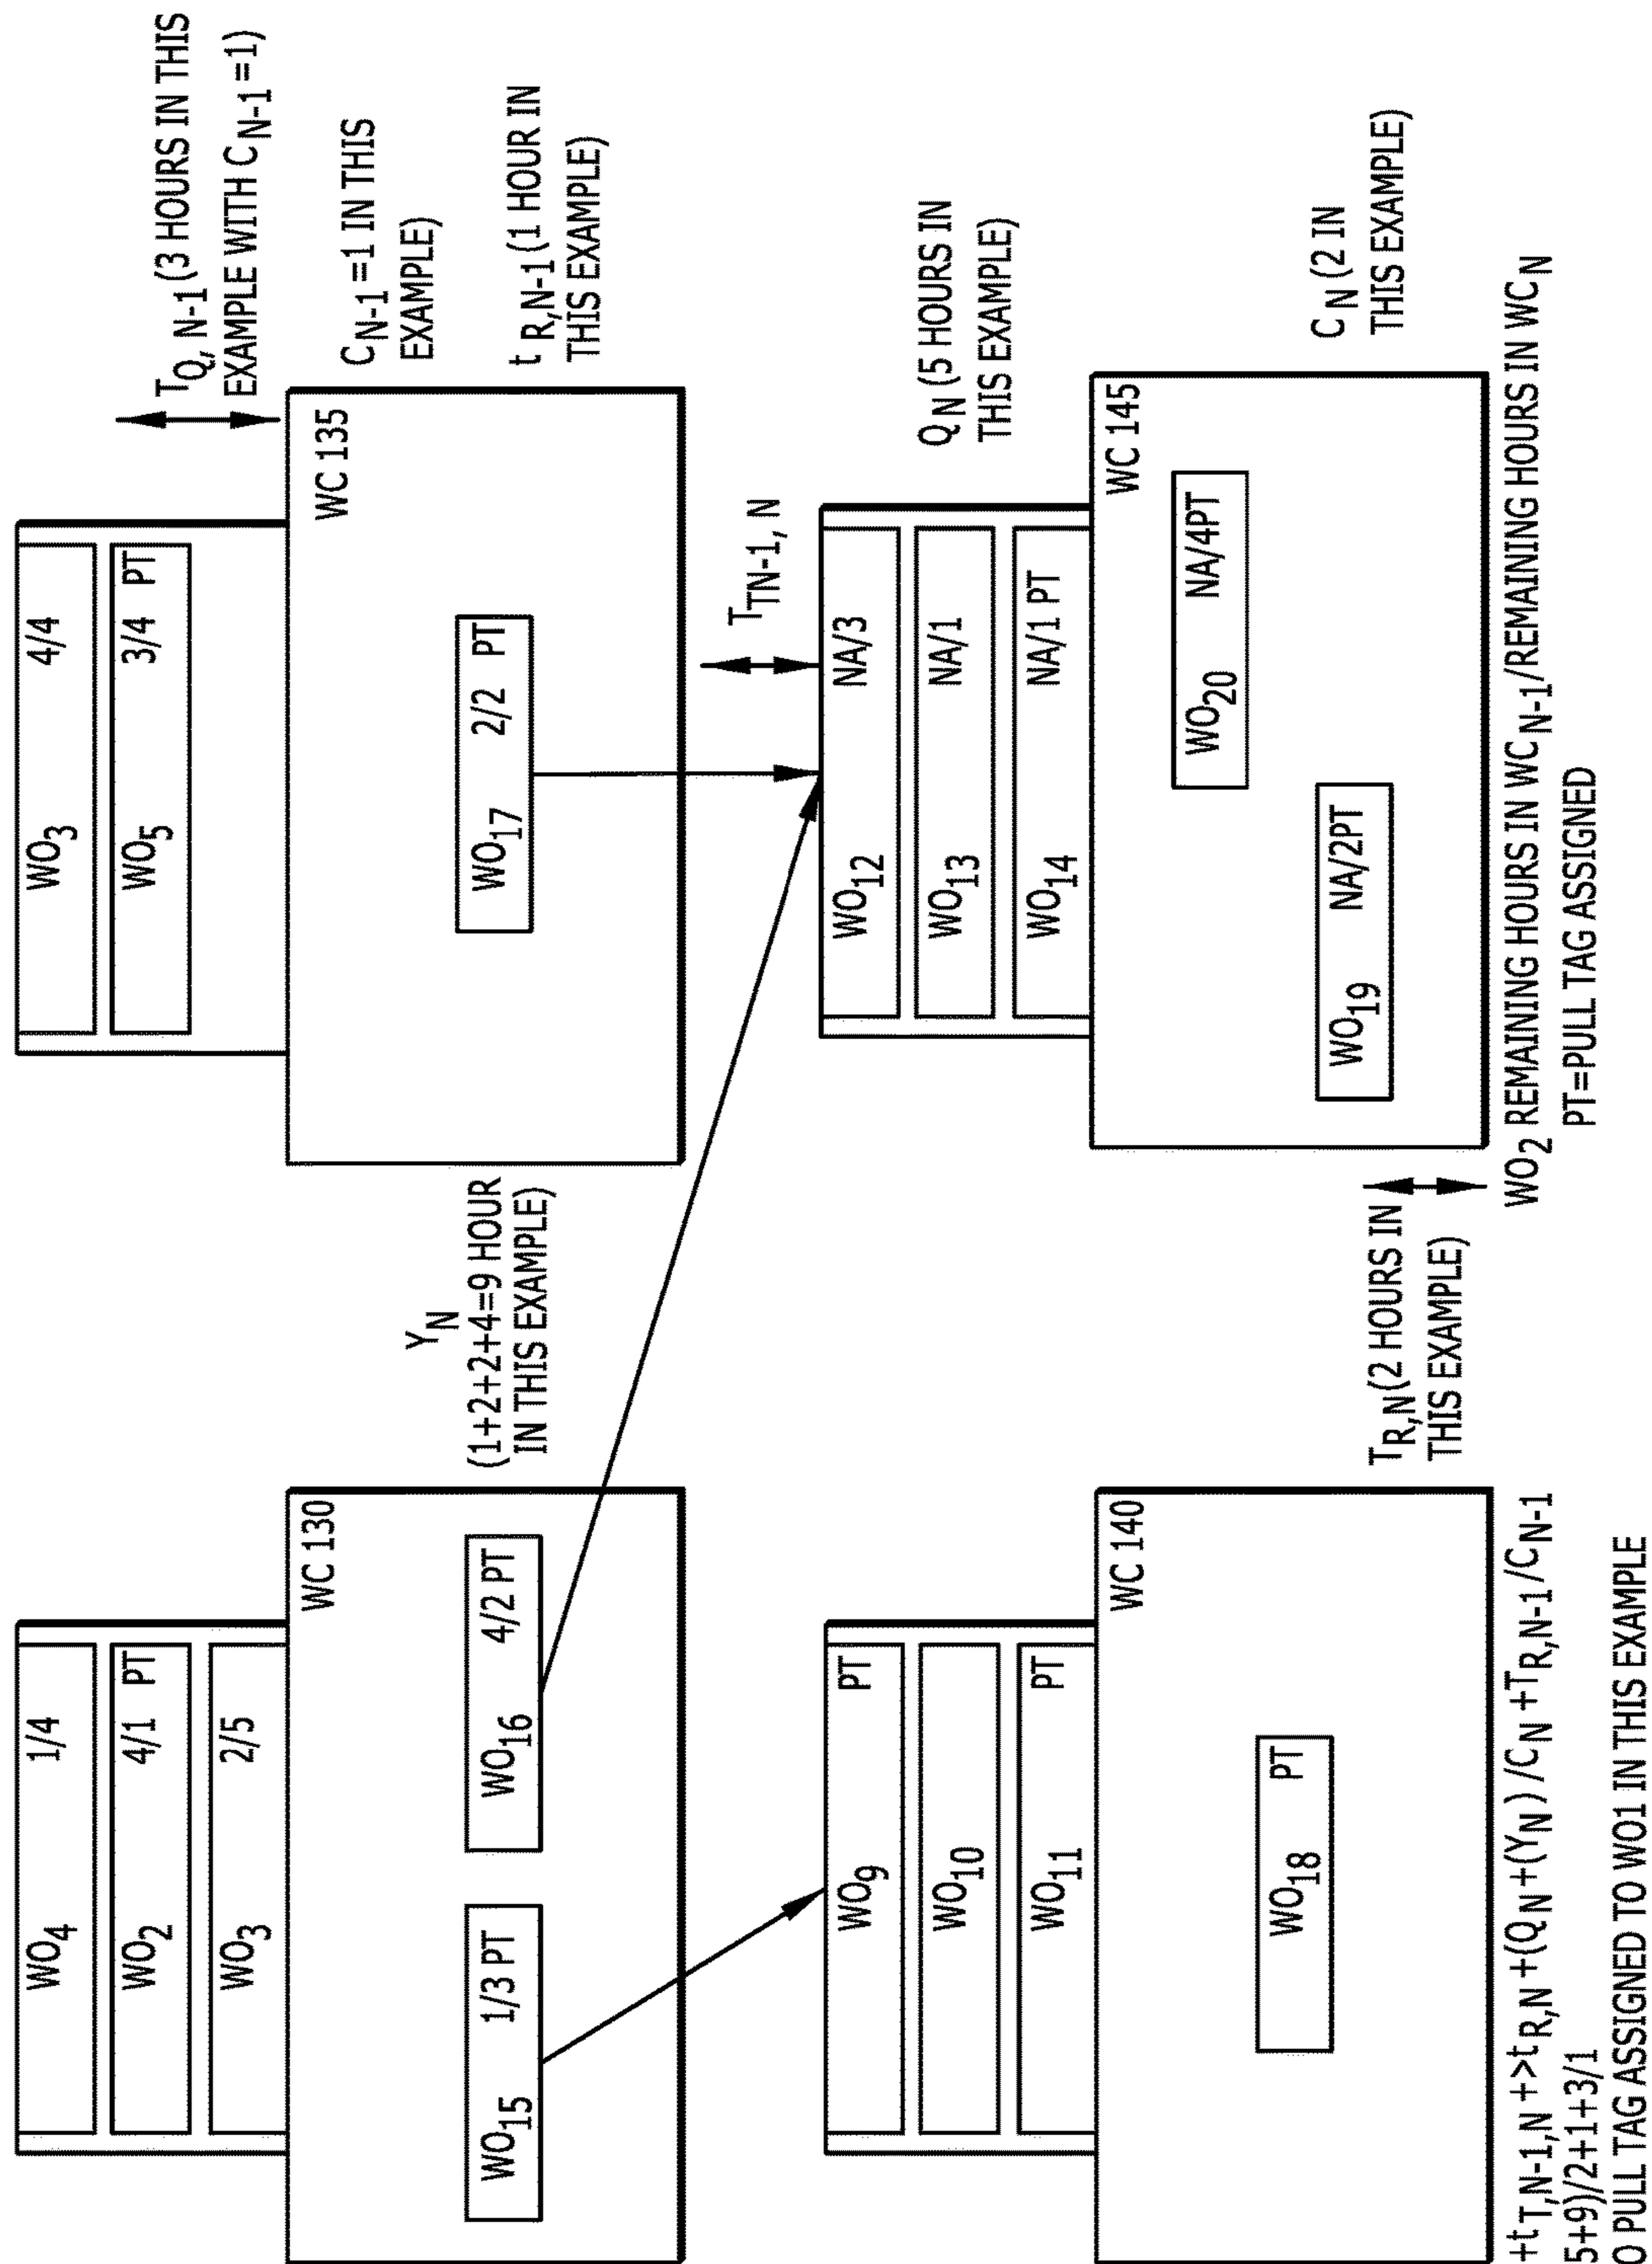 WO4 1/4
WO2 4/1 PT
WO3 2/5
WC 130
WO15 1/3 PT
WO16 4/2 PT
YN
(1+2+2+4=9 HOUR
IN THIS EXAMPLE)
WO3 4/4
WO5 3/4 PT
WC 135
WO17 2/2 PT
TQ, N-1 (3 HOURS IN THIS
EXAMPLE WITH CN-1 =1)
CN-1 =1 IN THIS
EXAMPLE)
tR,N-1 (1 HOUR IN
THIS EXAMPLE)
TTN-1, N
WO9 PT
WO10
WO11 PT
WC 140
WO18 PT
WO12 NA/3
WO13 NA/1
WO14 NA/1 PT
QN (5 HOURS IN
THIS EXAMPLE)
WC 145
WO19 NA/2PT
WO20 NA/4PT
CN (2 IN
THIS EXAMPLE)
TR,N (2 HOURS IN
THIS EXAMPLE)
+tT,N-1,N +>tR,N +(QN +(YN) /CN +TR,N-1 /CN-1
5+9)/2+1+3/1
O PULL TAG ASSIGNED TO WO1 IN THIS EXAMPLE
WO2 REMAINING HOURS IN WCN-1/REMAINING HOURS IN WCN
PT=PULL TAG ASSIGNED